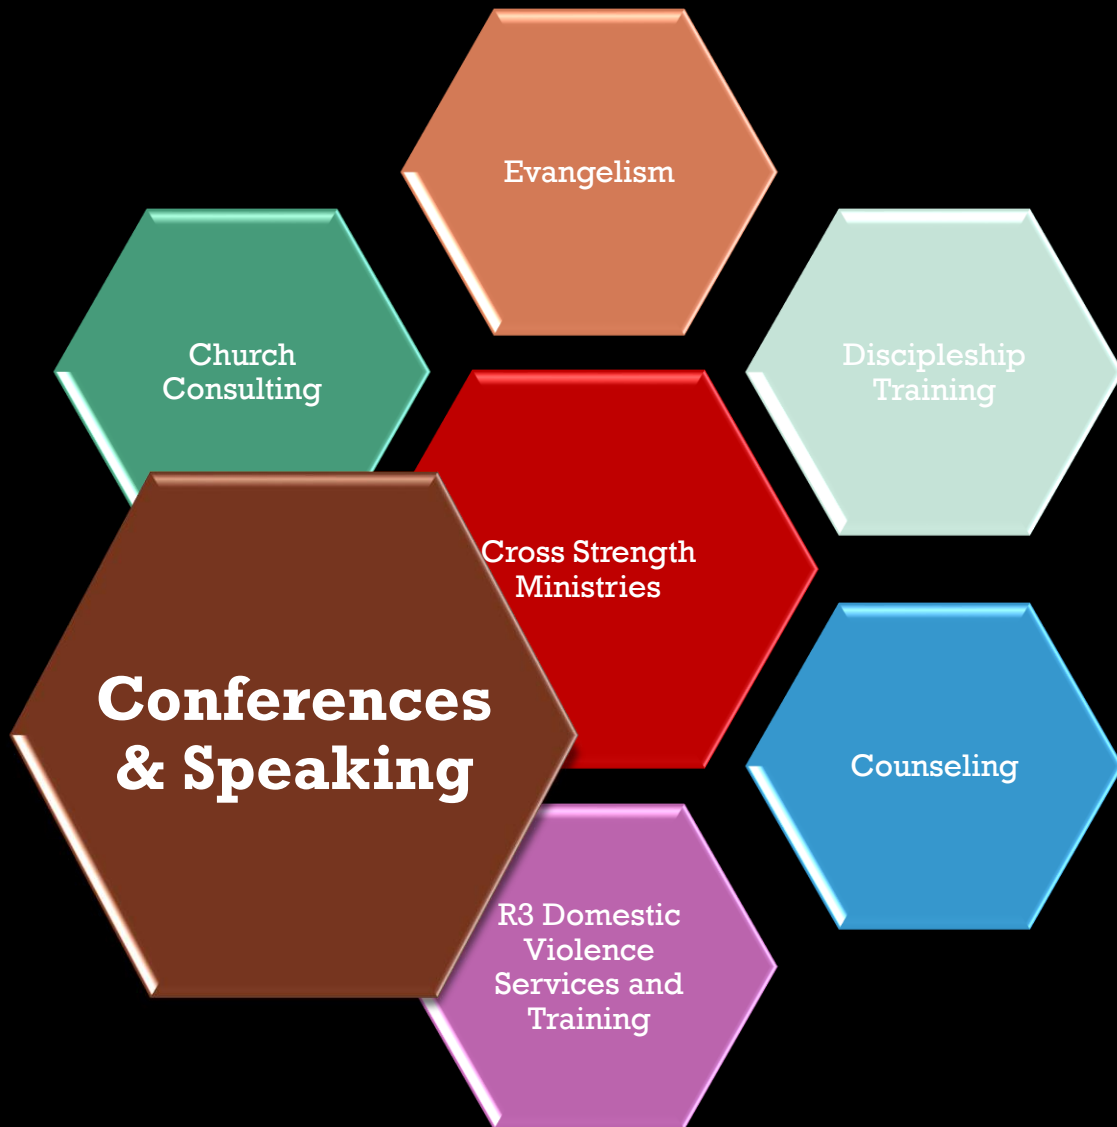 Evangelism
Church
Consulting
Discipleship
Training
Cross Strength
Ministries
Conferences
& Speaking
Counseling
R3 Domestic
Violence
Services and
Training